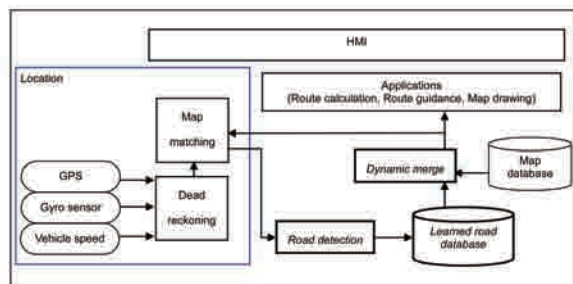 HMI
Location
Applications
(Route calculation, Route guidance, Map drawing)
Map
matching
GPS
Gyro sensor
Vehicle speed
Dead
reckoning
Dynamic merge
Map
database
Road detection
Learned road
database